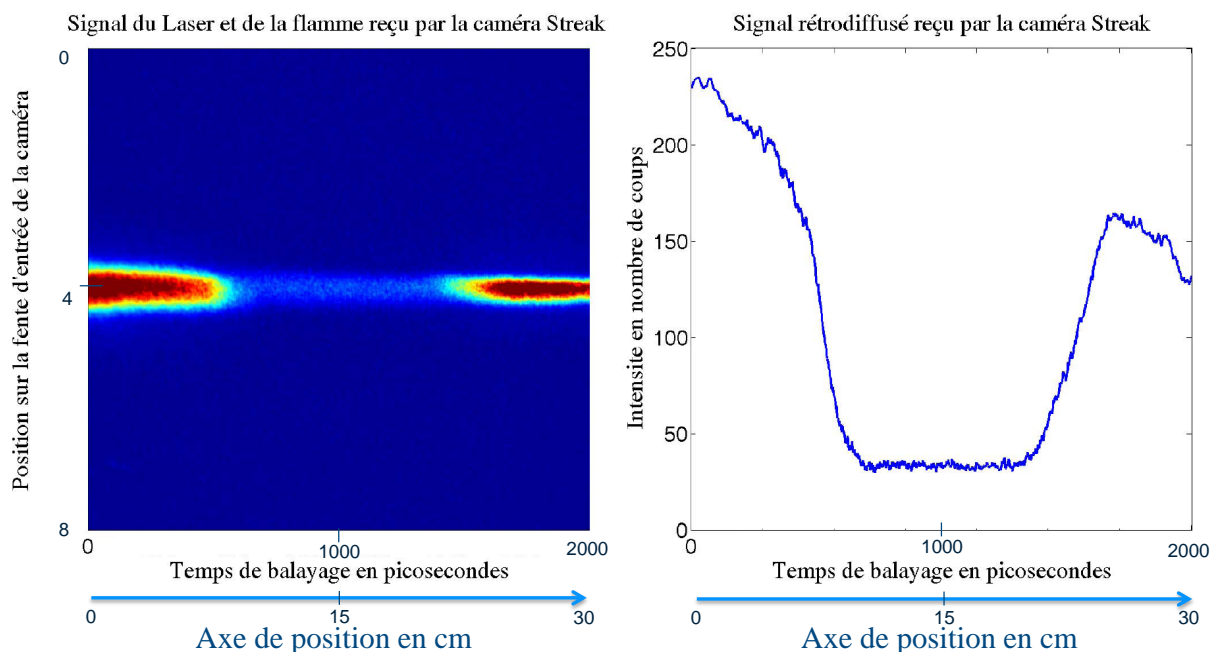 Signal du Laser et de la flamme reçu par la caméra Streak
Position sur la fente d'entrée de la caméra
0
4
8
0
1000
2000
Temps de balayage en picosecondes
0
15
30
Axe de position en cm
Signal rétrodiffusé reçu par la caméra Streak
Intensite en nombre de coups
250
200
150
100
50
0
0
1000
2000
Temps de balayage en picosecondes
0
15
30
Axe de position en cm